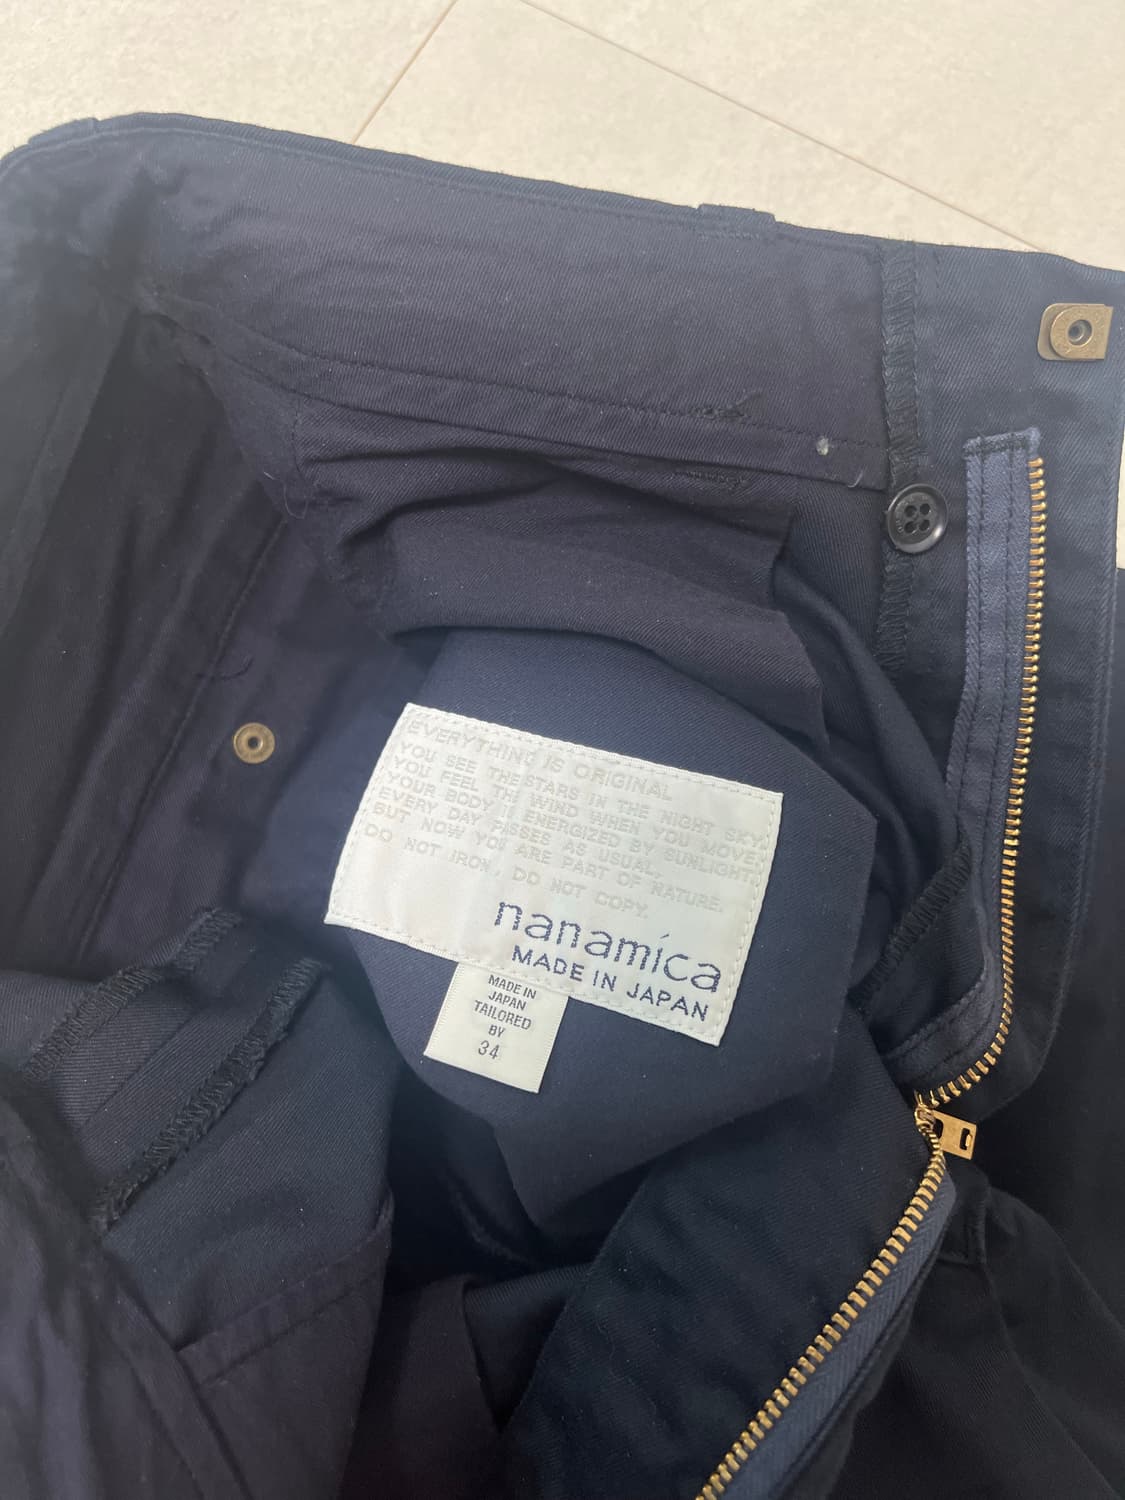 EVERYTHING IS ORIGINAL
YOU SEE THE STARS IN THE NIGHT SKY,
YOU FEEL THE WIND WHEN YOU MOVE,
YOUR BODY IS ENERGIZED BY SUNLIGHT.
EVERY DAY PASSES AS USUAL,
BUT NOW YOU ARE PART OF NATURE.
DO NOT IRON, DO NOT COPY.
nanamica
MADE IN JAPAN
MADE IN
JAPAN
TAILORED
BY
34